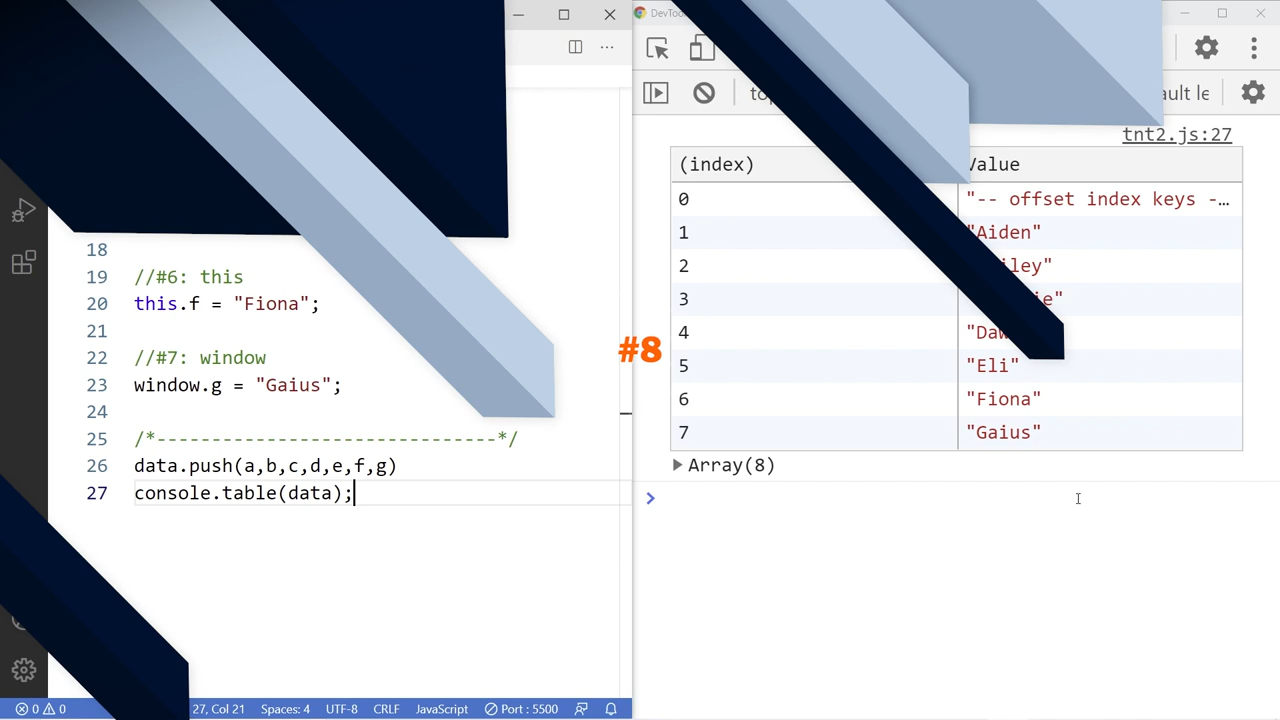 18
19 //#6: this
20 this.f = "Fiona";
21
22 //#7: window
23 window.g = "Gaius";
24
25 /*-------------------------------*/
26 data.push(a,b,c,d,e,f,g)
27 console.table(data);
27, Col 21 Spaces: 4 UTF-8 CRLF JavaScript Port : 5500
0 0
#8
tnt2.js:27
(index) Value
0 "-- offset index keys -…
1 "Aiden"
2
3
4
5 "Eli"
6 "Fiona"
7 "Gaius"
Array(8)